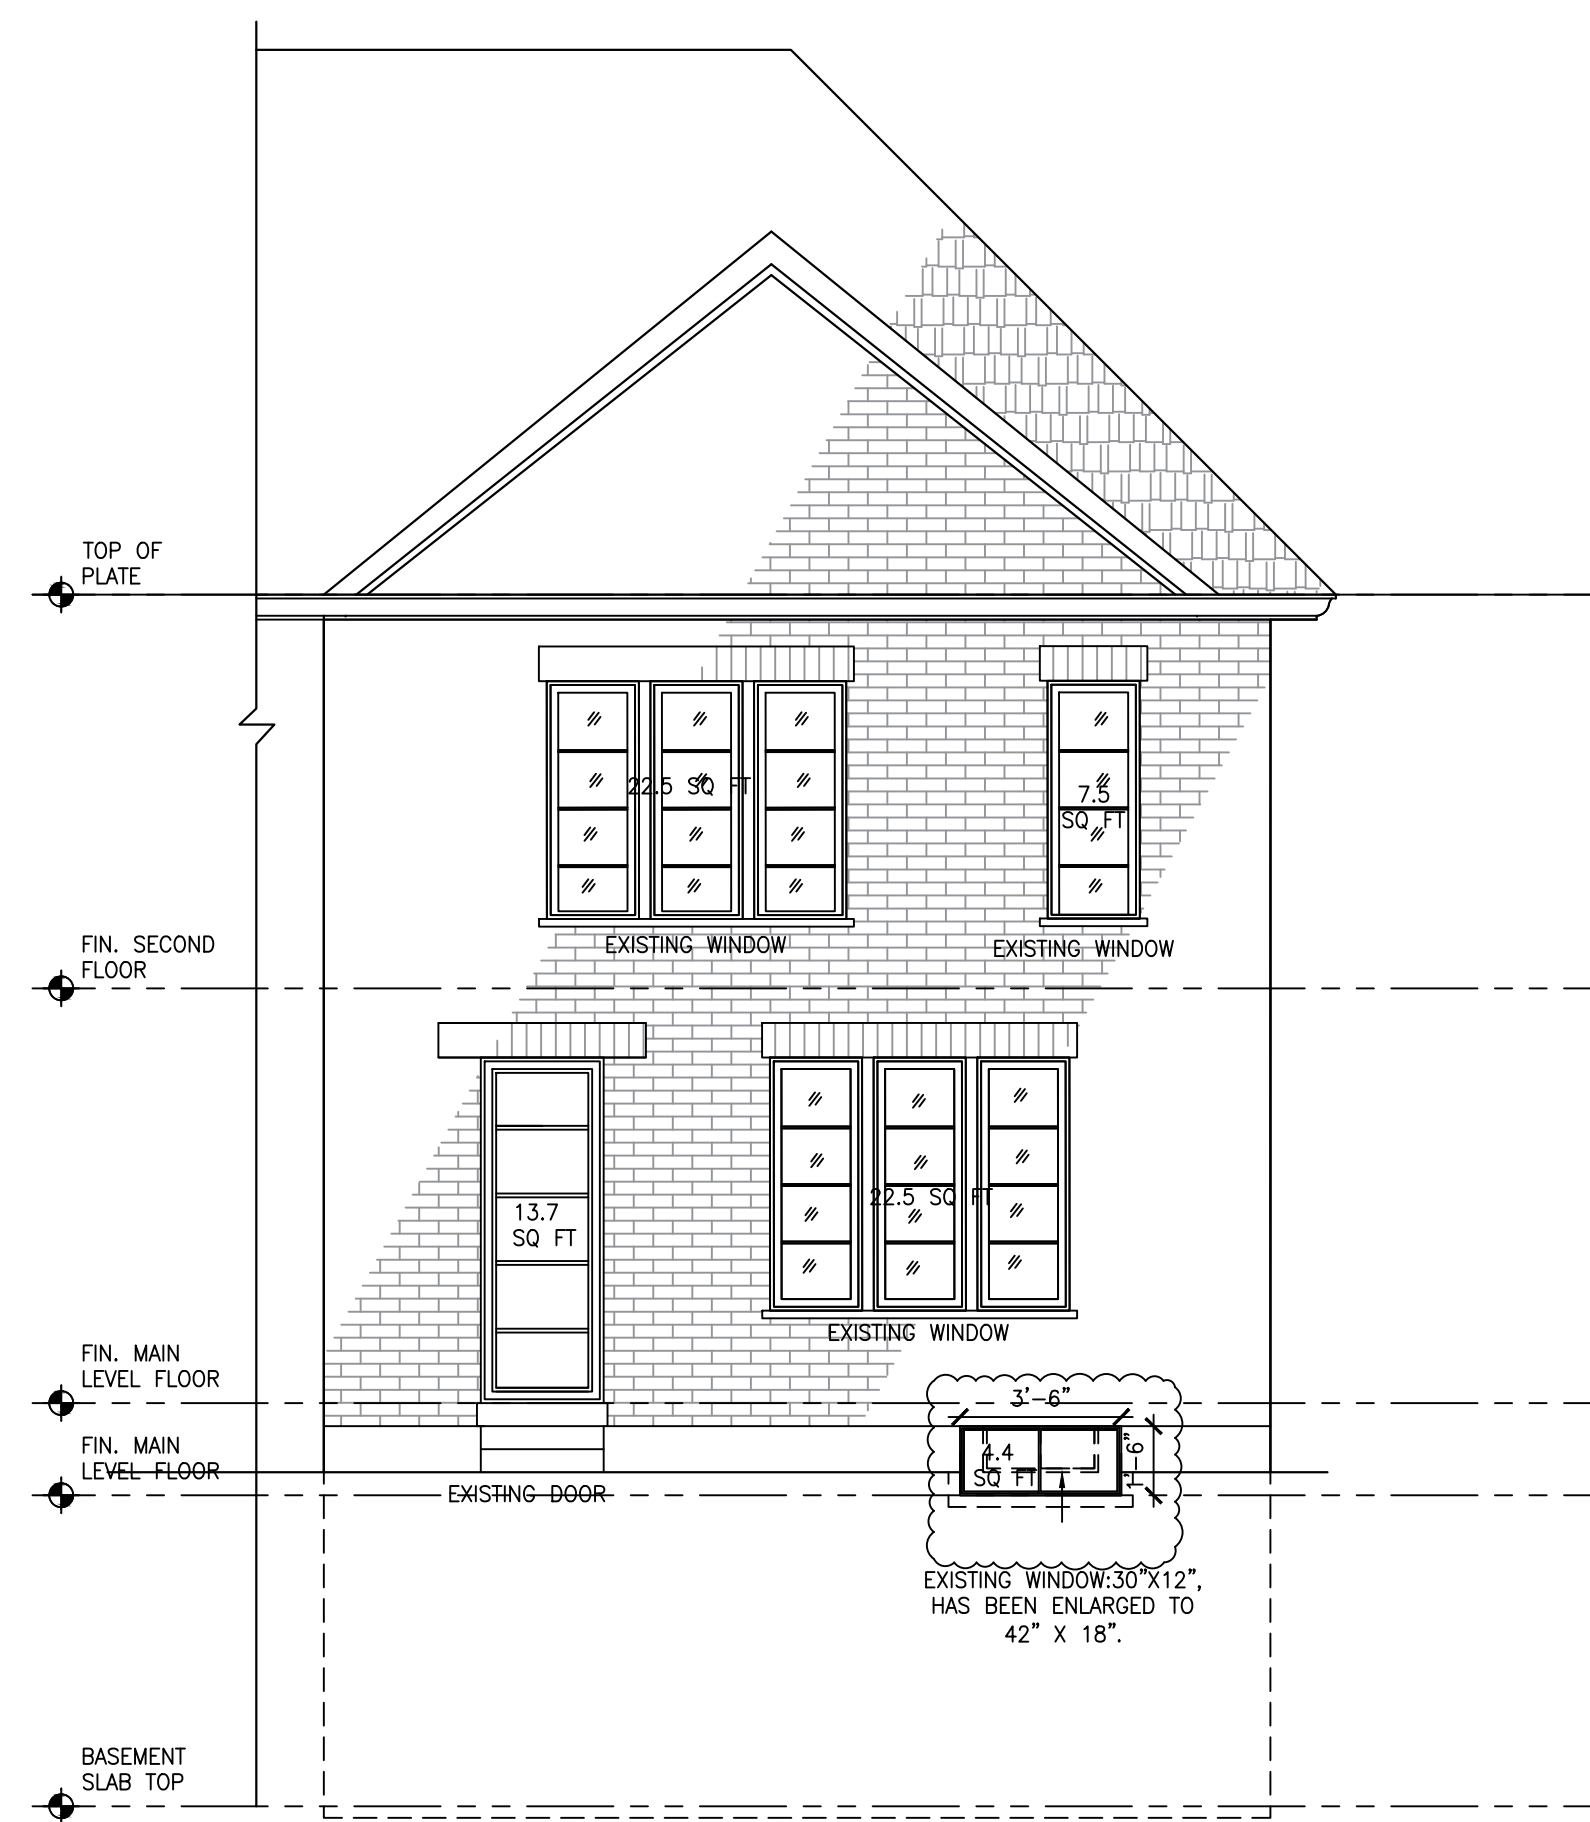 TOP OF
PLATE
22.5 SQ FT
7.5
SQ FT
EXISTING WINDOW
EXISTING WINDOW
FIN. SECOND
FLOOR
13.7
SQ FT
22.5 SQ FT
EXISTING WINDOW
FIN. MAIN
LEVEL FLOOR
3'-6"
FIN. MAIN
LEVEL FLOOR
4.4
SQ FT
1'-6"
EXISTING DOOR
EXISTING WINDOW:30"X12",
HAS BEEN ENLARGED TO
42" X 18".
BASEMENT
SLAB TOP